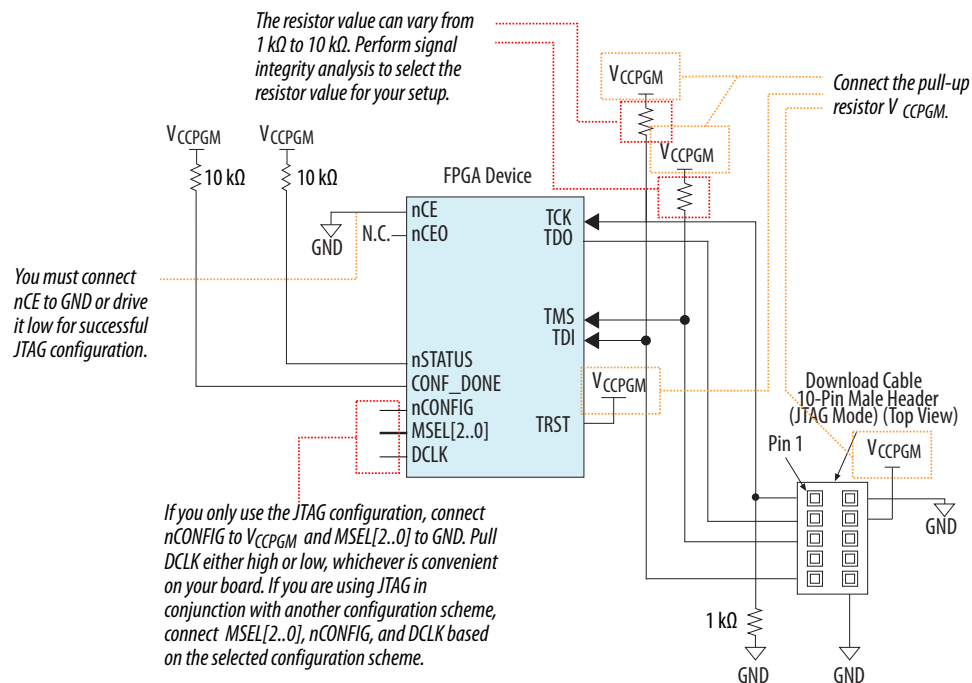 The resistor value can vary from
1 kΩ to 10 kΩ. Perform signal
integrity analysis to select the
resistor value for your setup.
VCCPGM
Connect the pull-up
resistor V CCPGM.
VCCPGM
VCCPGM
VCCPGM
10 kΩ
10 kΩ
FPGA Device
nCE
TCK
GND
N.C.
nCEO
TDO
You must connect
nCE to GND or drive
it low for successful
JTAG configuration.
TMS
TDI
nSTATUS
CONF_DONE
nCONFIG
MSEL[2..0]
DCLK
VCCPGM
TRST
Download Cable
10-Pin Male Header
(JTAG Mode) (Top View)
Pin 1
VCCPGM
GND
If you only use the JTAG configuration, connect
nCONFIG to VCCPGM and MSEL[2..0] to GND. Pull
DCLK either high or low, whichever is convenient
on your board. If you are using JTAG in
conjunction with another configuration scheme,
connect MSEL[2..0], nCONFIG, and DCLK based
on the selected configuration scheme.
1 kΩ
GND
GND